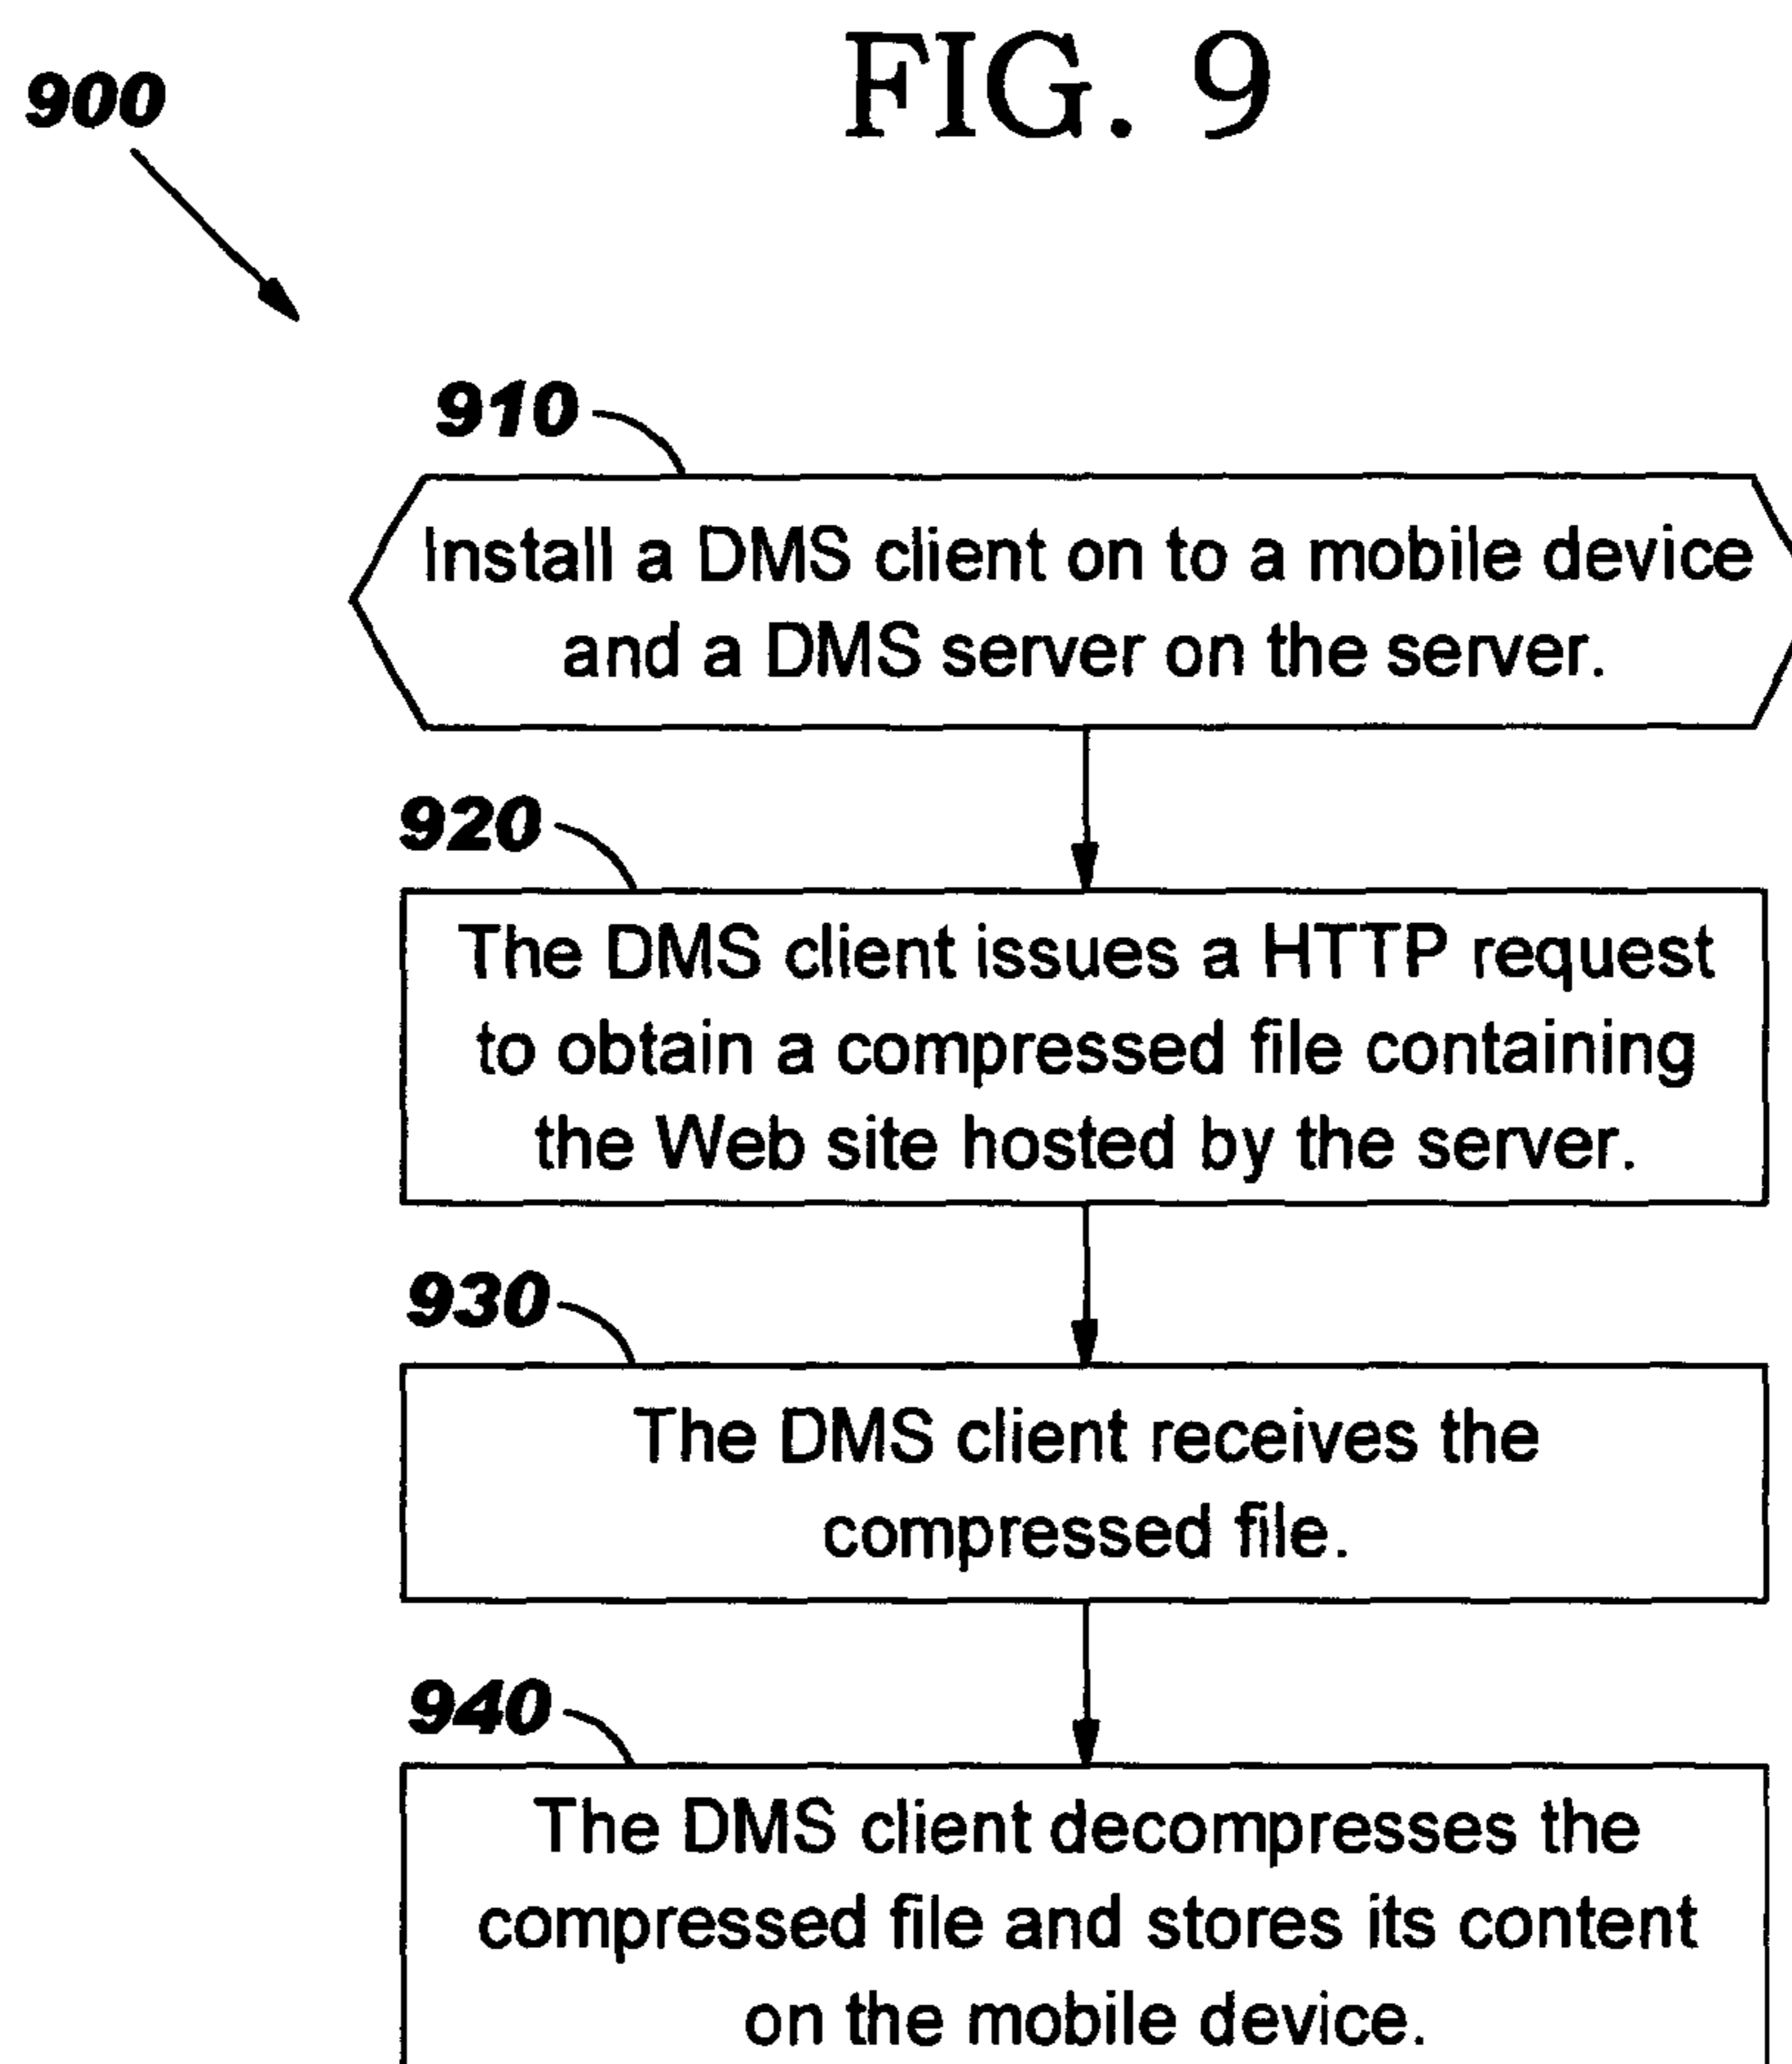 FIG. 9
900
910
Install a DMS client on to a mobile device
and a DMS server on the server.
920
The DMS client issues a HTTP request
to obtain a compressed file containing
the Web site hosted by the server.
930
The DMS client receives the
compressed file.
940
The DMS client decompresses the
compressed file and stores its content
on the mobile device.